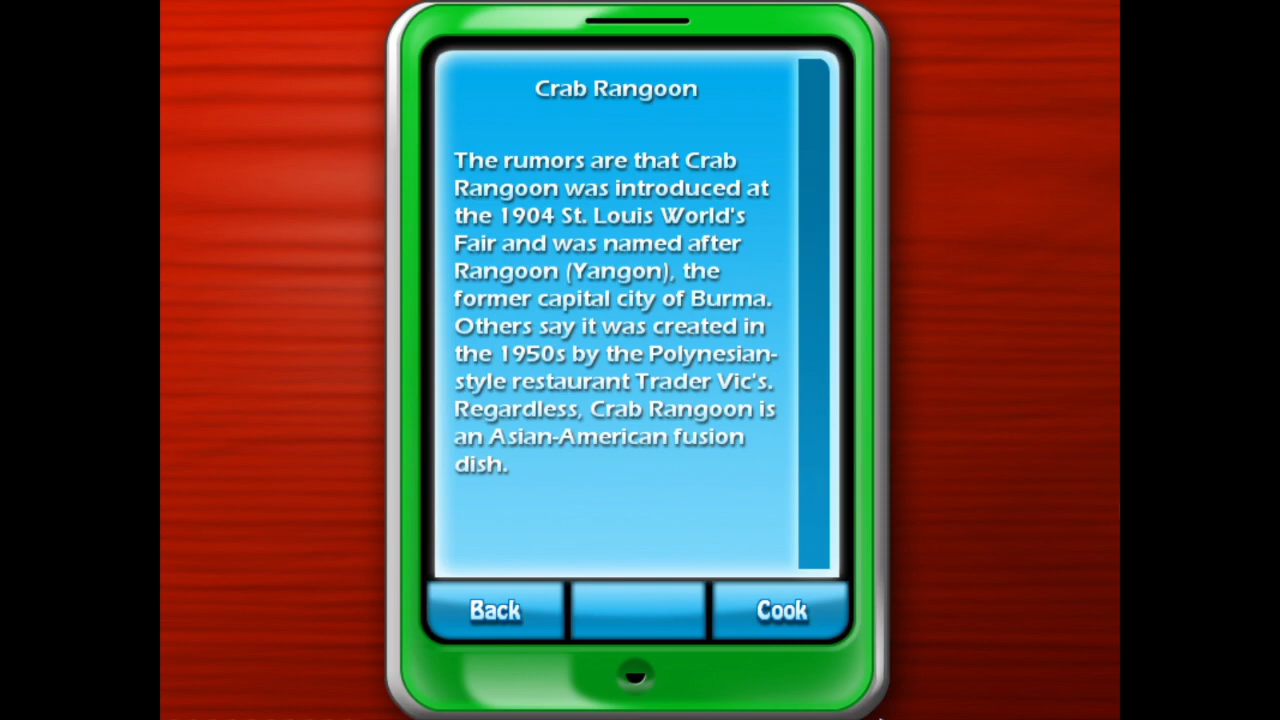 Crab Rangoon
The rumors are that Crab
Rangoon was introduced at
the 1904 St. Louis World's
Fair and was named after
Rangoon (Yangon), the
former capital city of Burma.
Others say it was created in
the 1950s by the Polynesian-
style restaurant Trader Vic's.
Regardless, Crab Rangoon is
an Asian-American fusion
dish.
Back
Cook